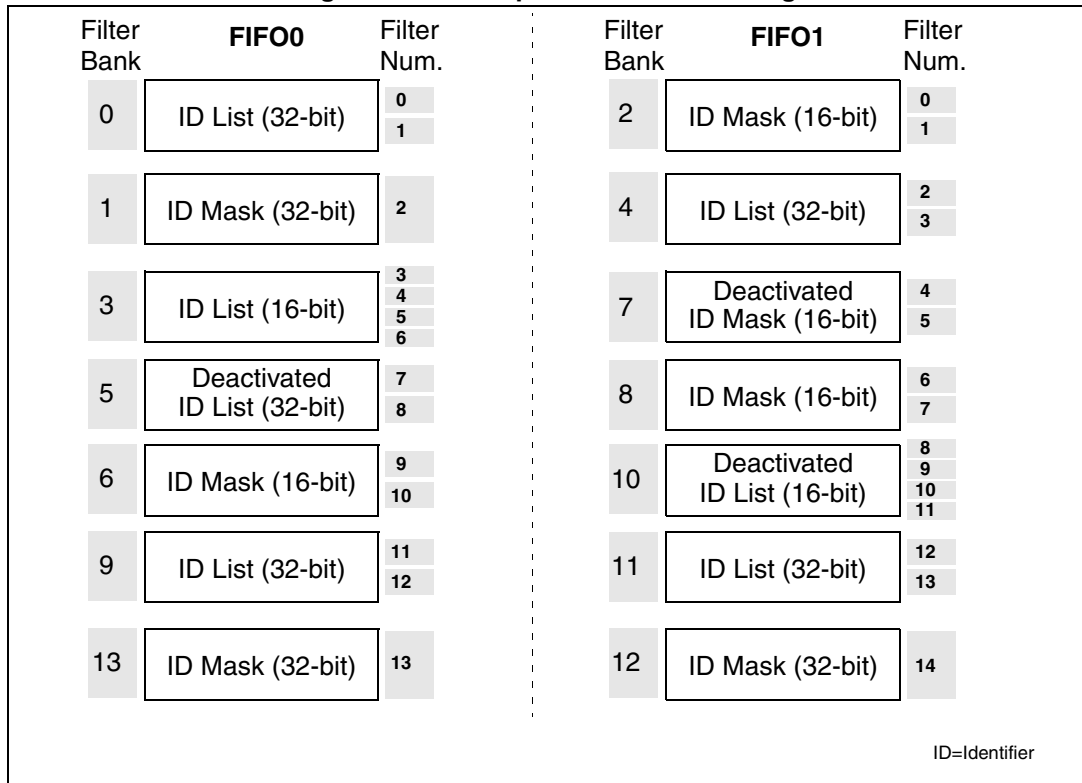 Filter Bank
FIFO0
Filter Num.
0
ID List (32-bit)
0
1
1
ID Mask (32-bit)
2
3
ID List (16-bit)
3
4
5
6
5
Deactivated
ID List (32-bit)
7
8
6
ID Mask (16-bit)
9
10
9
ID List (32-bit)
11
12
13
ID Mask (32-bit)
13
Filter Bank
FIFO1
Filter Num.
2
ID Mask (16-bit)
0
1
4
ID List (32-bit)
2
3
7
Deactivated
ID Mask (16-bit)
4
5
8
ID Mask (16-bit)
6
7
10
Deactivated
ID List (16-bit)
8
9
10
11
11
ID List (32-bit)
12
13
12
ID Mask (32-bit)
14
ID=Identifier